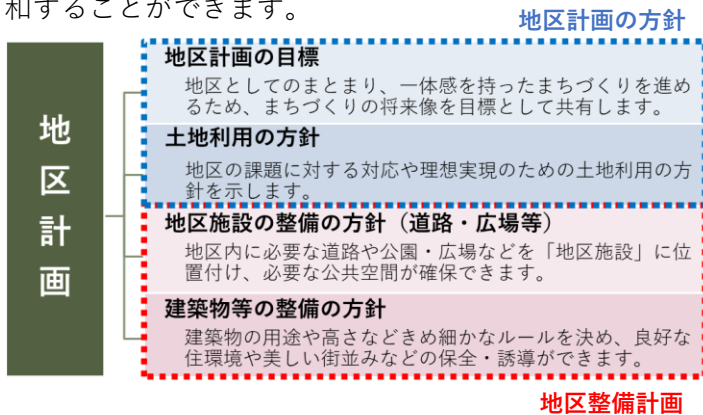 和することができます。
地区計画の方針
地区計画
地区計画の目標
地区としてのまとまり、一体感を持ったまちづくりを進め
るため、まちづくりの将来像を目標として共有します。
土地利用の方針
地区の課題に対する対応や理想実現のための土地利用の方
針を示します。
地区施設の整備の方針（道路・広場等）
地区内に必要な道路や公園・広場などを「地区施設」に位
置付け、必要な公共空間が確保できます。
建築物等の整備の方針
建築物の用途や高さなどきめ細かなルールを決め、良好な
住環境や美しい街並みなどの保全・誘導ができます。
地区整備計画